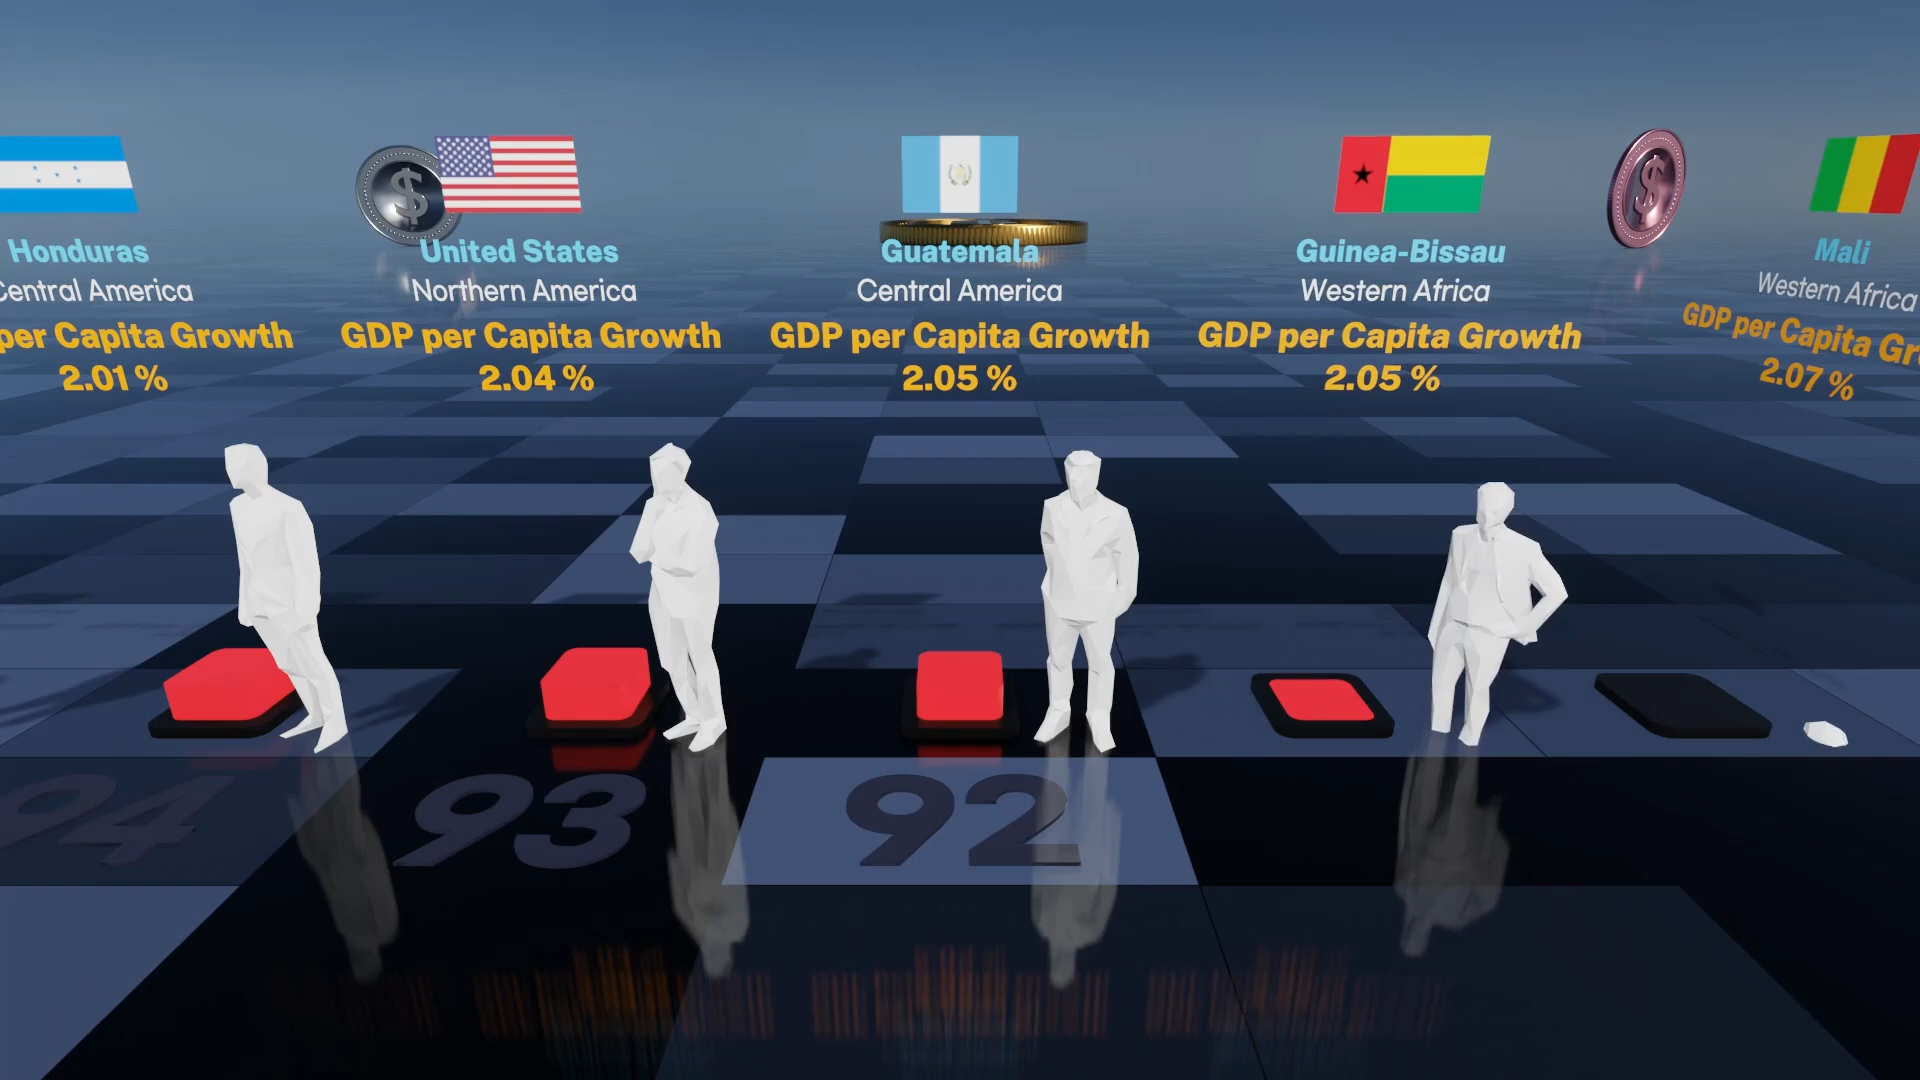 Honduras
Central America
per Capita Growth
2.01 %
United States
Northern America
GDP per Capita Growth
2.04 %
Guatemala
Central America
GDP per Capita Growth
2.05 %
Guinea-Bissau
Western Africa
GDP per Capita Growth
2.05 %
Mali
Western Africa
GDP per Capita Gr
2.07 %
94
93
92